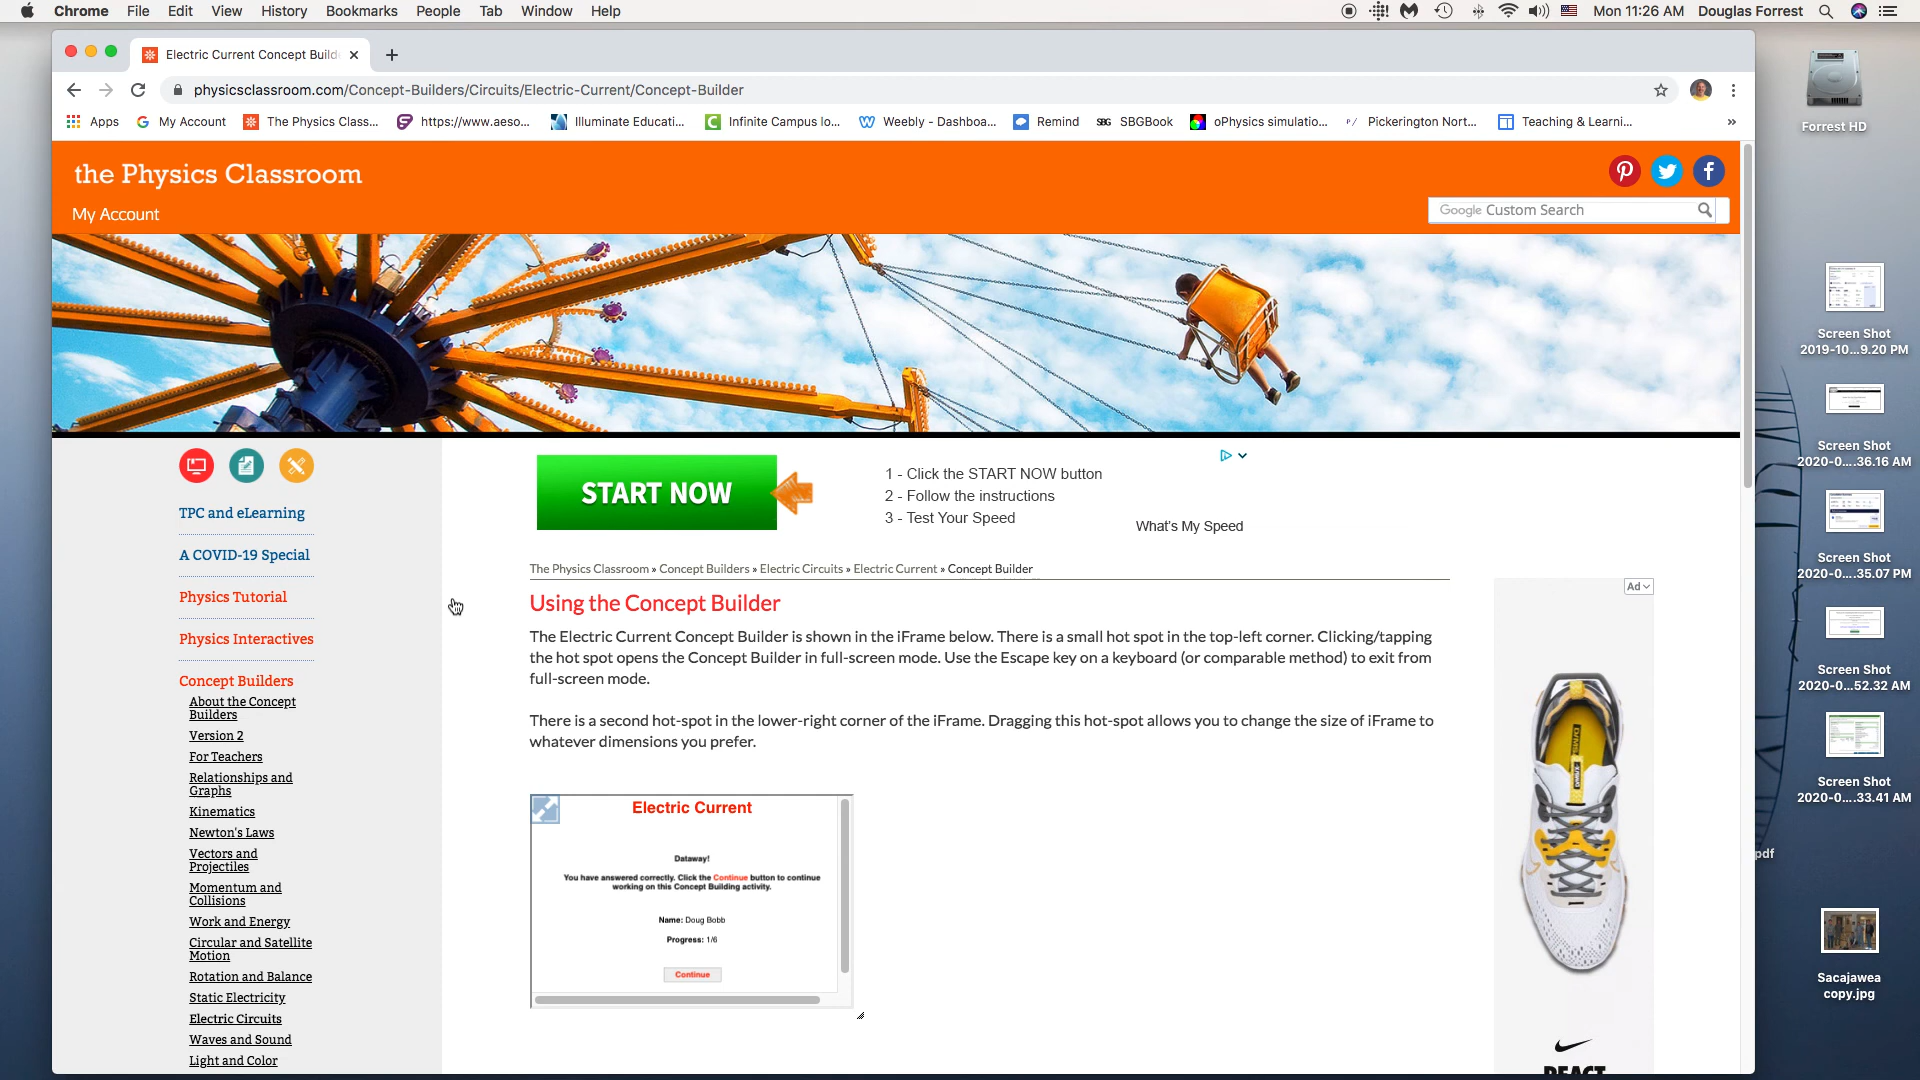 Chrome File Edit View History Bookmarks People Tab Window Help
Mon 11:26 AM Douglas Forrest
Electric Current Concept Build
physicsclassroom.com/Concept-Builders/Circuits/Electric-Current/Concept-Builder
Apps My Account The Physics Class... https://www.aeso... Illuminate Educati... Infinite Campus lo... Weebly - Dashboa... Remind SBG SBGBook oPhysics simulatio... Pickerington Nort... Teaching & Learni... »
the Physics Classroom
My Account
Google Custom Search
START NOW
1 - Click the START NOW button
2 - Follow the instructions
3 - Test Your Speed
What's My Speed
TPC and eLearning
A COVID-19 Special
Physics Tutorial
Physics Interactives
Concept Builders
About the Concept
Builders
Version 2
For Teachers
Relationships and
Graphs
Kinematics
Newton's Laws
Vectors and
Projectiles
Momentum and
Collisions
Work and Energy
Circular and Satellite
Motion
Rotation and Balance
Static Electricity
Electric Circuits
Waves and Sound
Light and Color
The Physics Classroom » Concept Builders » Electric Circuits » Electric Current » Concept Builder
Using the Concept Builder
The Electric Current Concept Builder is shown in the iFrame below. There is a small hot spot in the top-left corner. Clicking/tapping
the hot spot opens the Concept Builder in full-screen mode. Use the Escape key on a keyboard (or comparable method) to exit from
full-screen mode.
There is a second hot-spot in the lower-right corner of the iFrame. Dragging this hot-spot allows you to change the size of iFrame to
whatever dimensions you prefer.
Electric Current
Dataway!
You have answered correctly. Click the Continue button to continue
working on this Concept Building activity.
Name: Doug Bobb
Progress: 1/6
Continue
Ad
REACT
Forrest HD
Screen Shot
2019-10...9.20 PM
Screen Shot
2020-0....36.16 AM
Screen Shot
2020-0....35.07 PM
Screen Shot
2020-0...52.32 AM
Screen Shot
2020-0....33.41 AM
pdf
Sacajawea
copy.jpg